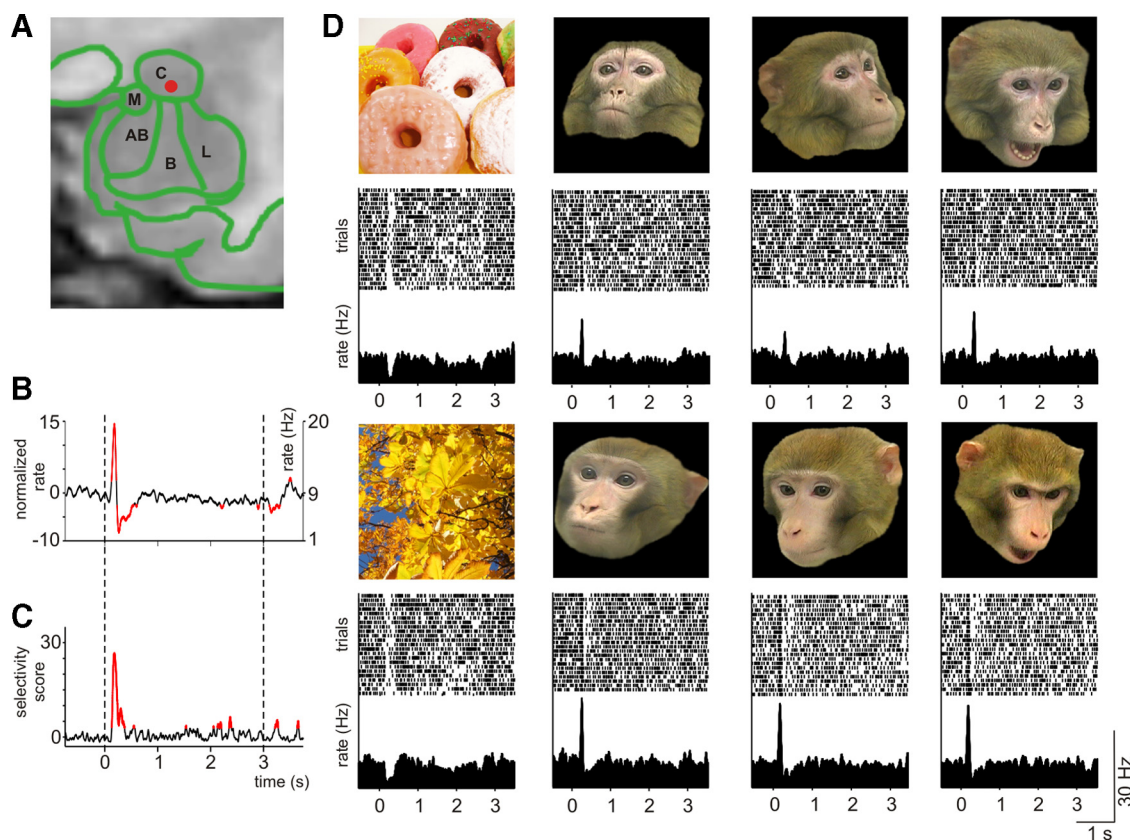 A
C
M
AB
B
L
B
15
0
-10
normalized
rate
20
9
1
rate (Hz)
C
30
0
selectivity
score
0 1 2 3
time (s)
D
trials
rate (Hz)
0 1 2 3
0 1 2 3
0 1 2 3
0 1 2 3
trials
rate (Hz)
0 1 2 3
0 1 2 3
0 1 2 3
0 1 2 3
30 Hz
1 s